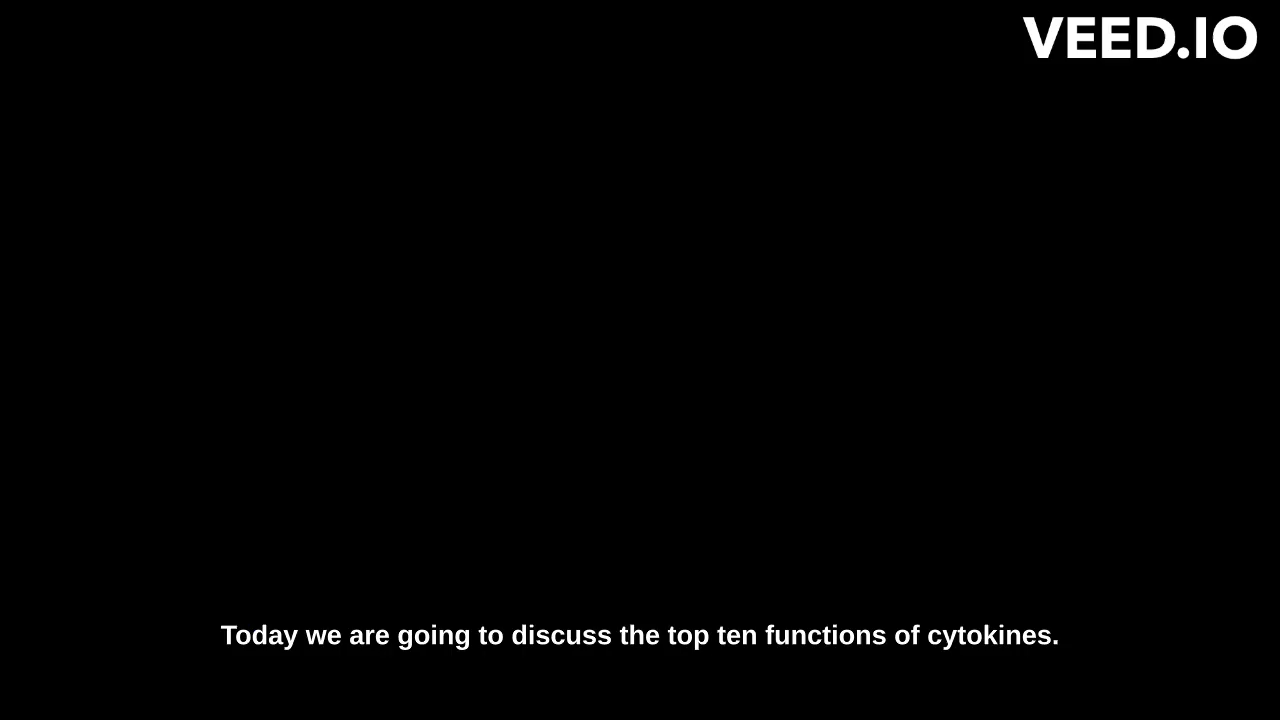 VEED.IO
Today we are going to discuss the top ten functions of cytokines.